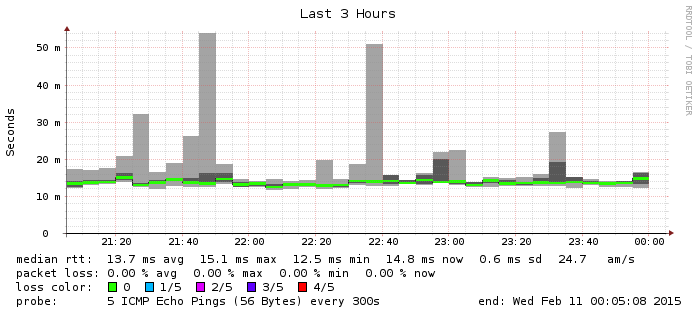 Last 3 Hours
RRDTOOL / TOBI OETIKER
Seconds
50 m
40 m
30 m
20 m
10 m
0
21:20 21:40 22:00 22:20 22:40 23:00 23:20 23:40 00:00
median rtt: 13.7 ms avg 15.1 ms max 12.5 ms min 14.8 ms now 0.6 ms sd 24.7 am/s
packet loss: 0.00 % avg 0.00 % max 0.00 % min 0.00 % now
loss color: 0 1/5 2/5 3/5 4/5
probe: 5 ICMP Echo Pings (56 Bytes) every 300s end: Wed Feb 11 00:05:08 2015